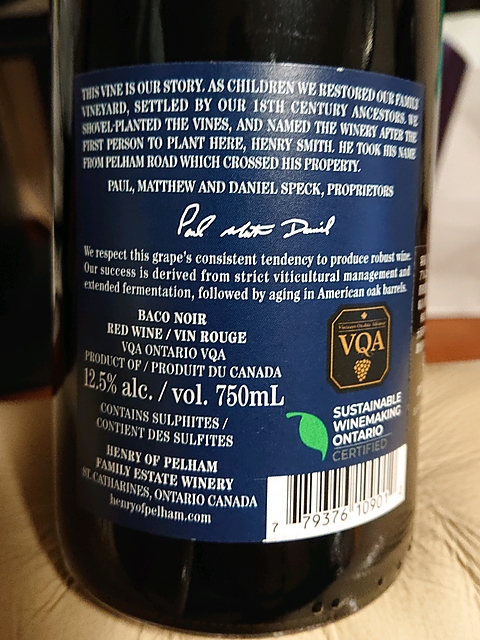 THIS VINE IS OUR STORY. AS CHILDREN WE RESTORED OUR FAMILY
VINEYARD, SETTLED BY OUR 18TH CENTURY ANCESTORS. WE
SHOVEL-PLANTED THE VINES, AND NAMED THE WINERY AFTER THE
FIRST PERSON TO PLANT HERE, HENRY SMITH. HE TOOK HIS NAME
FROM PELHAM ROAD WHICH CROSSED HIS PROPERTY.
PAUL, MATTHEW AND DANIEL SPECK, PROPRIETORS
Paul Matt Daniel
We respect this grape's consistent tendency to produce robust wine.
Our success is derived from strict viticultural management and
extended fermentation, followed by aging in American oak barrels.
BACO NOIR
RED WINE / VIN ROUGE
VQA ONTARIO VQA
PRODUCT OF / PRODUIT DU CANADA
12.5% alc. / vol. 750mL
CONTAINS SULPHITES /
CONTIENT DES SULFITES
HENRY OF PELHAM
FAMILY ESTATE WINERY
ST. CATHARINES, ONTARIO CANADA
henryofpelham.com
VQA
SUSTAINABLE
WINEMAKING
ONTARIO
CERTIFIED
7 79376 10901